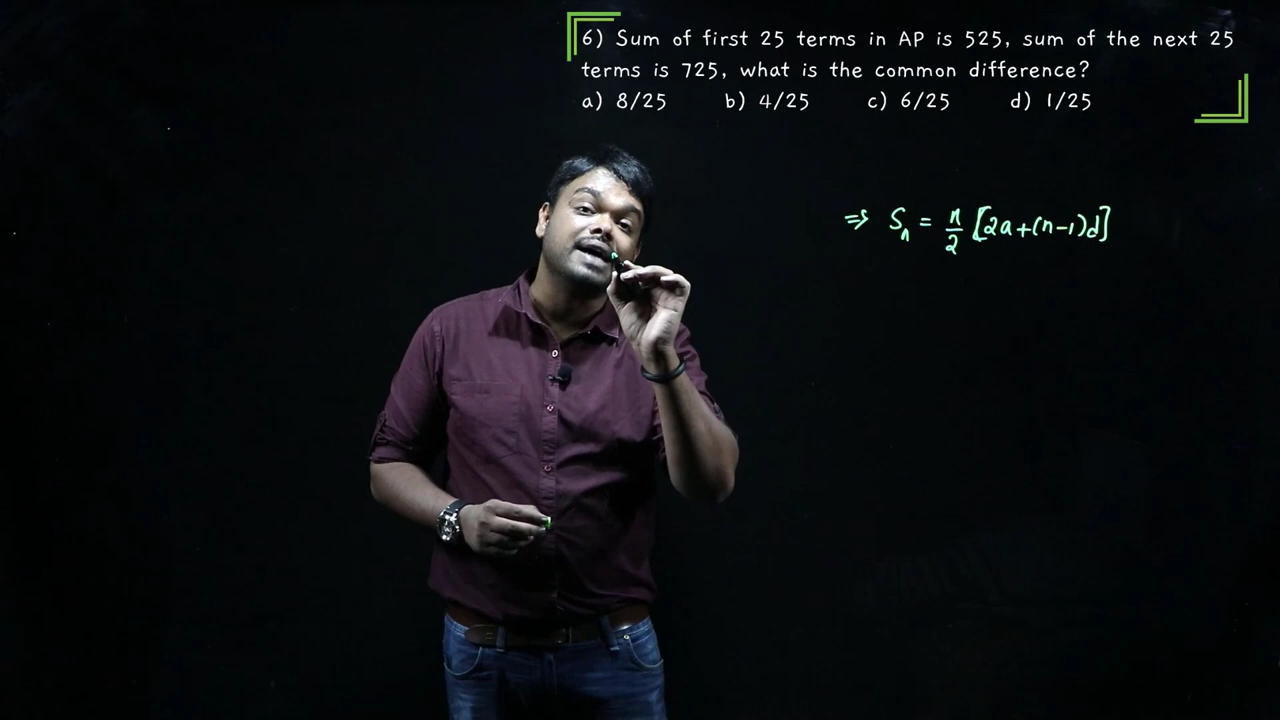 6) Sum of first 25 terms in AP is 525, sum of the next 25
terms is 725, what is the common difference?
a) 8/25 b) 4/25 c) 6/25 d) 1/25
⇒ Sₙ = n/2 [2a+(n-1)d]